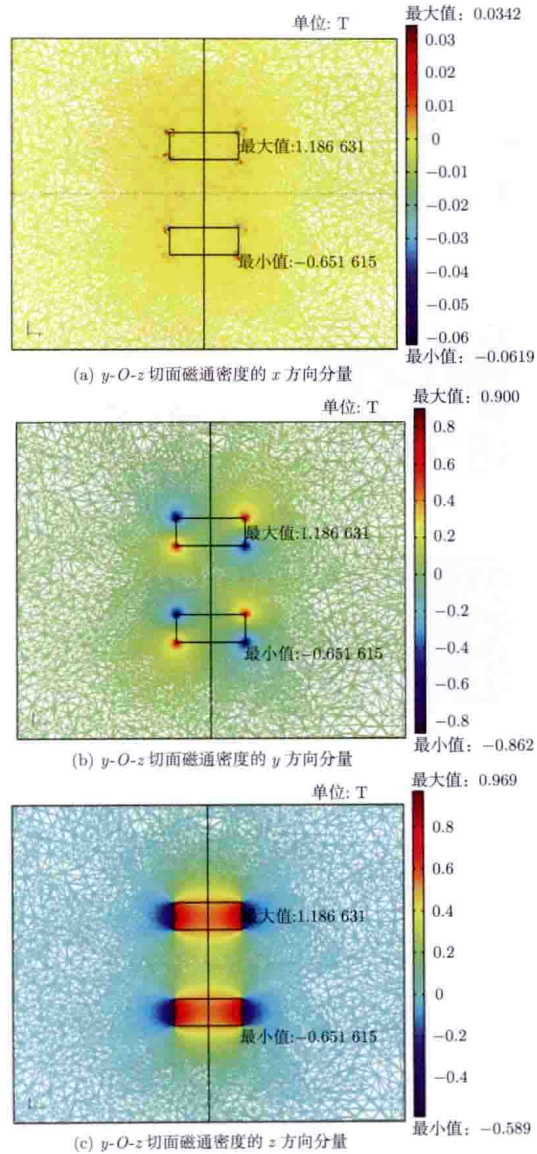 单位: T
最大值：0.0342
0.03
0.02
0.01
0
−0.01
−0.02
−0.03
−0.04
−0.05
−0.06
最小值：−0.0619
最大值:1.186 631
最小值:−0.651 615
(a) y-O-z 切面磁通密度的 x 方向分量
单位: T
最大值：0.900
0.8
0.6
0.4
0.2
0
−0.2
−0.4
−0.6
−0.8
最小值：−0.862
最大值:1.186 631
最小值:−0.651 615
(b) y-O-z 切面磁通密度的 y 方向分量
单位: T
最大值：0.969
0.8
0.6
0.4
0.2
0
−0.2
−0.4
最小值：−0.589
最大值:1.186 631
最小值:−0.651 615
(c) y-O-z 切面磁通密度的 z 方向分量